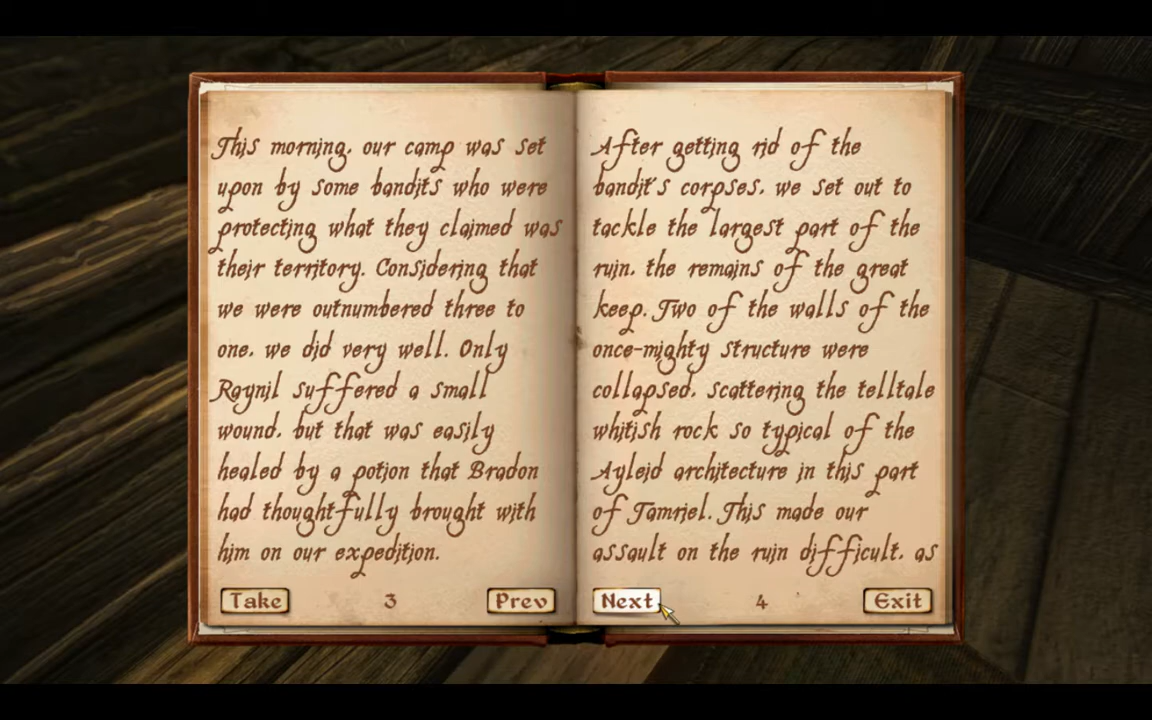 This morning, our camp was set
upon by some bandits who were
protecting what they claimed was
their territory. Considering that
we were outnumbered three to
one, we did very well. Only
Raynil suffered a small
wound, but that was easily
healed by a potion that Bradon
had thoughtfully brought with
him on our expedition.
Take
3
Prev
After getting rid of the
bandit's corpses, we set out to
tackle the largest part of the
ruin, the remains of the great
keep. Two of the walls of the
once-mighty structure were
collapsed, scattering the telltale
whitish rock so typical of the
Ayleid architecture in this part
of Tamriel. This made our
assault on the ruin difficult, as
Next
4
Exit